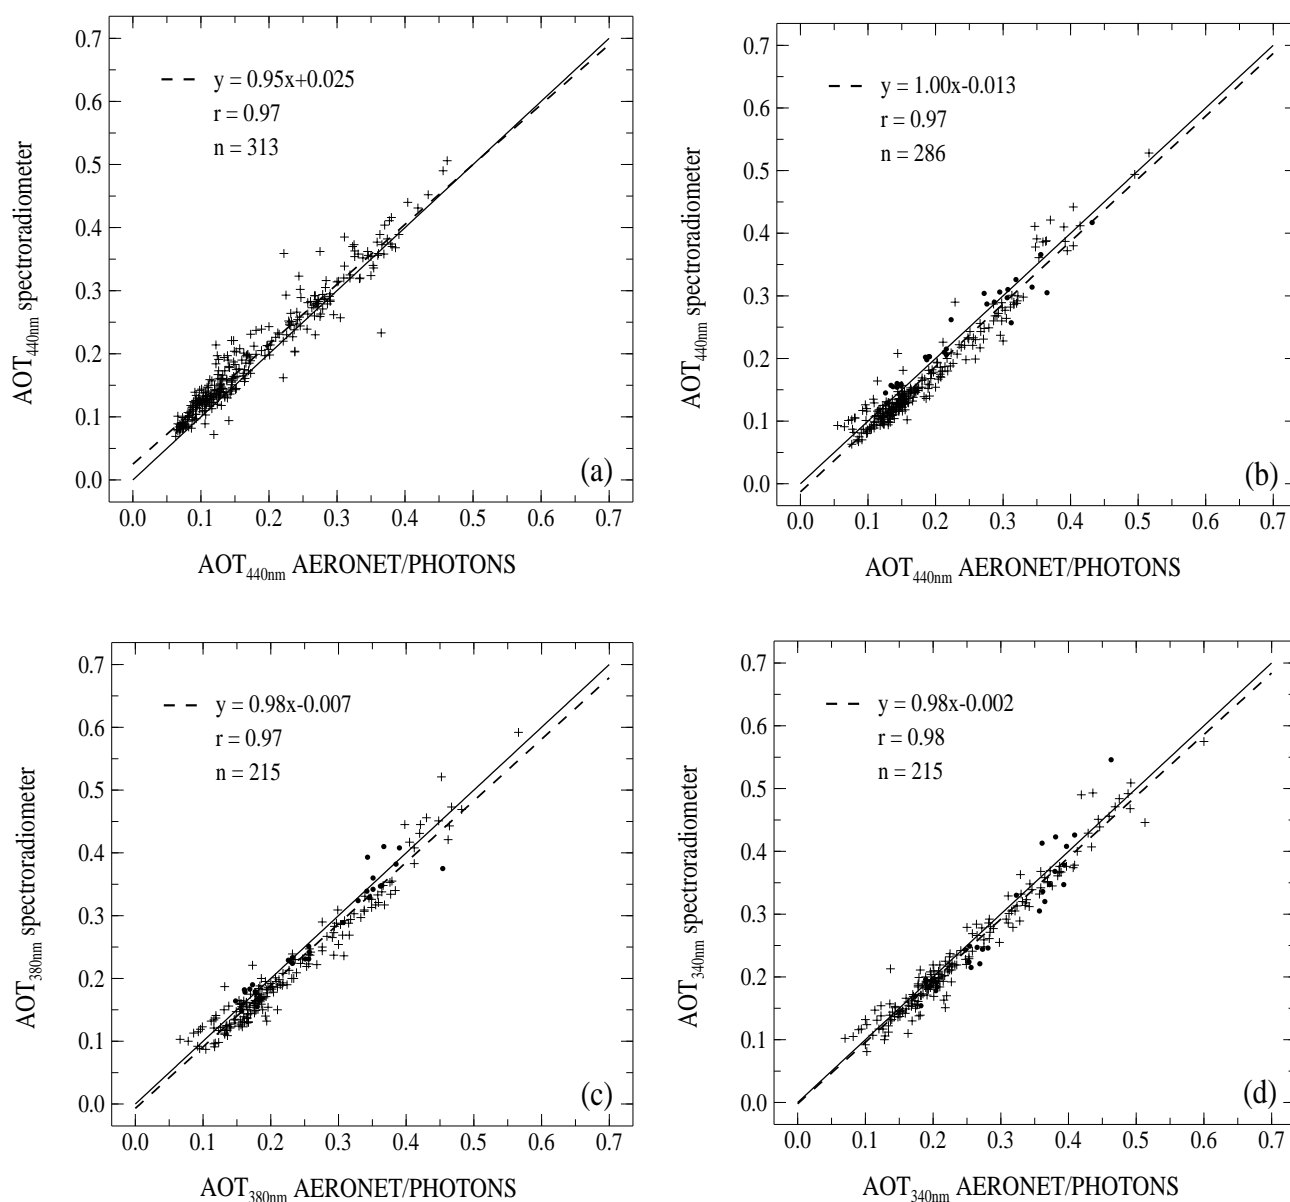 0.7
0.6
0.5
0.4
0.3
0.2
0.1
0.0
AOT440nm spectroradiometer
y = 0.95x+0.025
r = 0.97
n = 313
(a)
0.0 0.1 0.2 0.3 0.4 0.5 0.6 0.7
AOT440nm AERONET/PHOTONS
0.7
0.6
0.5
0.4
0.3
0.2
0.1
0.0
AOT440nm spectroradiometer
y = 1.00x-0.013
r = 0.97
n = 286
(b)
0.0 0.1 0.2 0.3 0.4 0.5 0.6 0.7
AOT440nm AERONET/PHOTONS
0.7
0.6
0.5
0.4
0.3
0.2
0.1
0.0
AOT380nm spectroradiometer
y = 0.98x-0.007
r = 0.97
n = 215
(c)
0.0 0.1 0.2 0.3 0.4 0.5 0.6 0.7
AOT380nm AERONET/PHOTONS
0.7
0.6
0.5
0.4
0.3
0.2
0.1
0.0
AOT340nm spectroradiometer
y = 0.98x-0.002
r = 0.98
n = 215
(d)
0.0 0.1 0.2 0.3 0.4 0.5 0.6 0.7
AOT340nm AERONET/PHOTONS